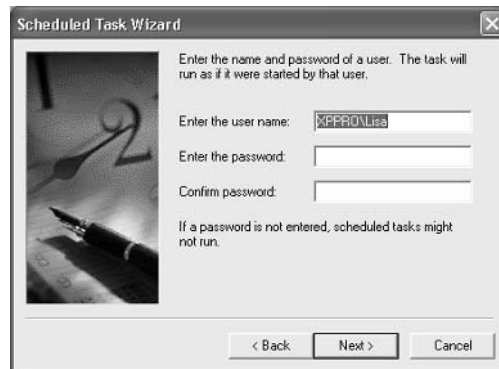 Scheduled Task Wizard
Enter the name and password of a user. The task will
run as if it were started by that user.
Enter the user name:
XPPRO\Lisa
Enter the password:
Confirm password:
If a password is not entered, scheduled tasks might
not run.
< Back
Next >
Cancel